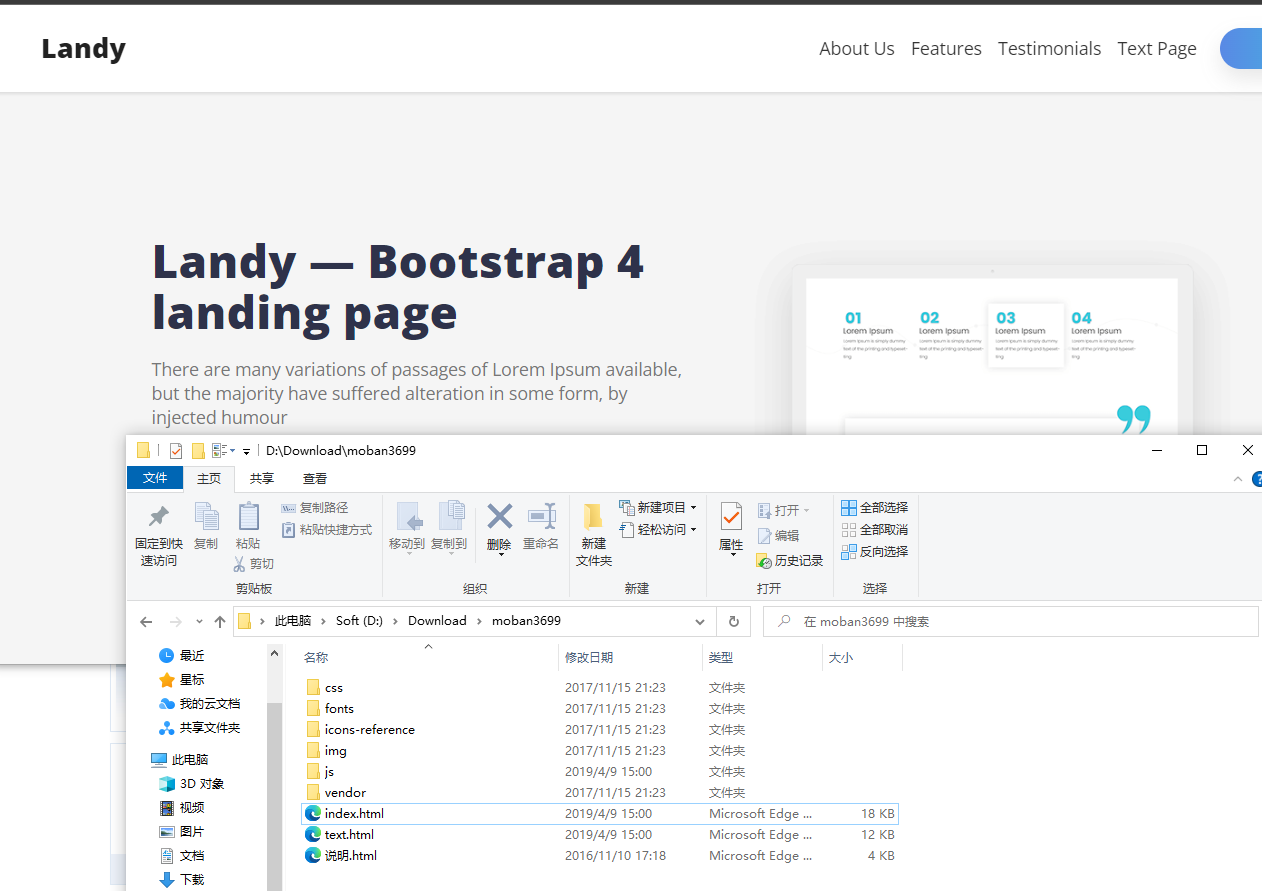 Landy
About Us Features Testimonials Text Page
Landy — Bootstrap 4
landing page
There are many variations of passages of Lorem Ipsum available,
but the majority have suffered alteration in some form, by
injected humour
01 02 03 04
Lorem Ipsum Lorem Ipsum Lorem Ipsum Lorem Ipsum
D:\Download\moban3699
文件 主页 共享 查看
固定到快
速访问
复制
粘贴
复制路径
粘贴快捷方式
剪切
剪贴板
移动到 复制到 删除 重命名
组织
新建
文件夹
新建项目
轻松访问
新建
属性
打开
编辑
历史记录
打开
全部选择
全部取消
反向选择
选择
此电脑 › Soft (D:) › Download › moban3699
在 moban3699 中搜索
最近
星标
我的云文档
共享文件夹
此电脑
3D 对象
视频
图片
文档
下载
名称 修改日期 类型 大小
css 2017/11/15 21:23 文件夹
fonts 2017/11/15 21:23 文件夹
icons-reference 2017/11/15 21:23 文件夹
img 2017/11/15 21:23 文件夹
js 2019/4/9 15:00 文件夹
vendor 2017/11/15 21:23 文件夹
index.html 2019/4/9 15:00 Microsoft Edge ... 18 KB
text.html 2019/4/9 15:00 Microsoft Edge ... 12 KB
说明.html 2016/11/10 17:18 Microsoft Edge ... 4 KB